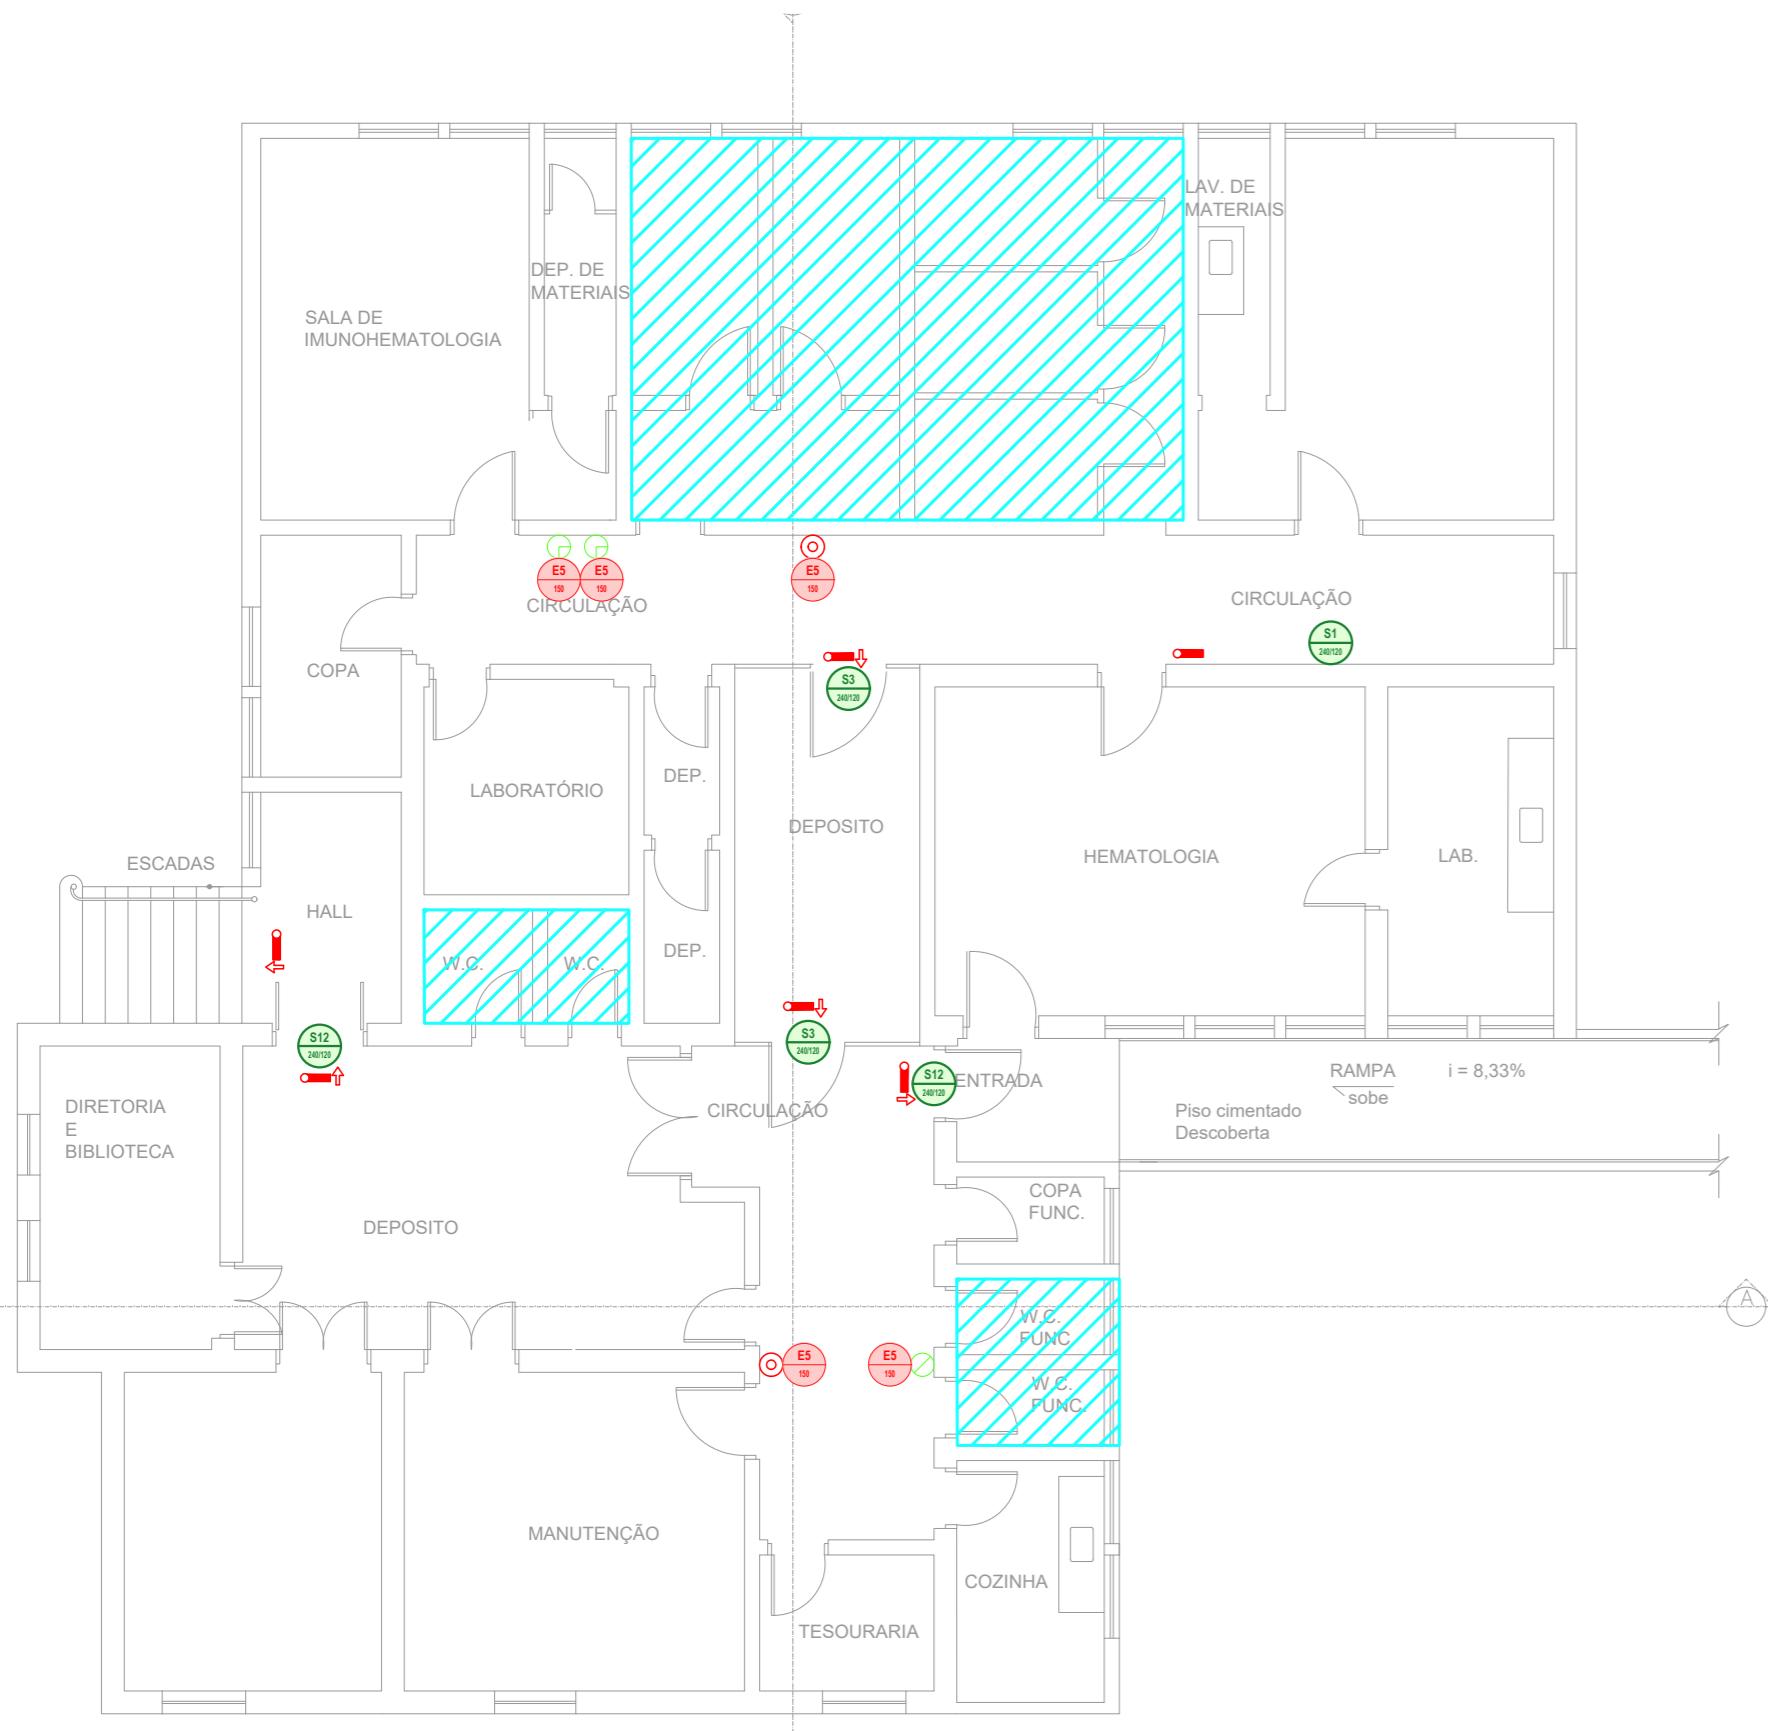 LAV. DE
MATERIAIS
DEP. DE
MATERIAIS
SALA DE
IMUNOHEMATOLOGIA
E5
150
E5
150
E5
150
CIRCULAÇÃO
CIRCULAÇÃO
S1
240/120
COPA
S3
240/120
DEP.
LABORATÓRIO
DEPOSITO
HEMATOLOGIA
LAB.
ESCADAS
HALL
W.C.
W.C.
DEP.
S12
240/120
S3
240/120
S12
240/120
ENTRADA
RAMPA
sobe
i = 8,33%
DIRETORIA
E
BIBLIOTECA
CIRCULAÇÃO
Piso cimentado
Descoberta
COPA
FUNC.
DEPOSITO
A
W.C.
FUNC
E5
150
E5
150
W.C.
FUNC.
MANUTENÇÃO
COZINHA
TESOURARIA